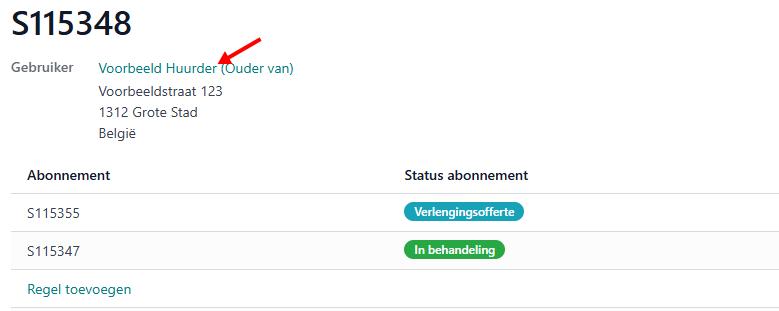 S115348
Gebruiker Voorbeeld Huurder (Ouder van)
Voorbeeldstraat 123
1312 Grote Stad
België
Abonnement Status abonnement
S115355 Verlengingsofferte
S115347 In behandeling
Regel toevoegen